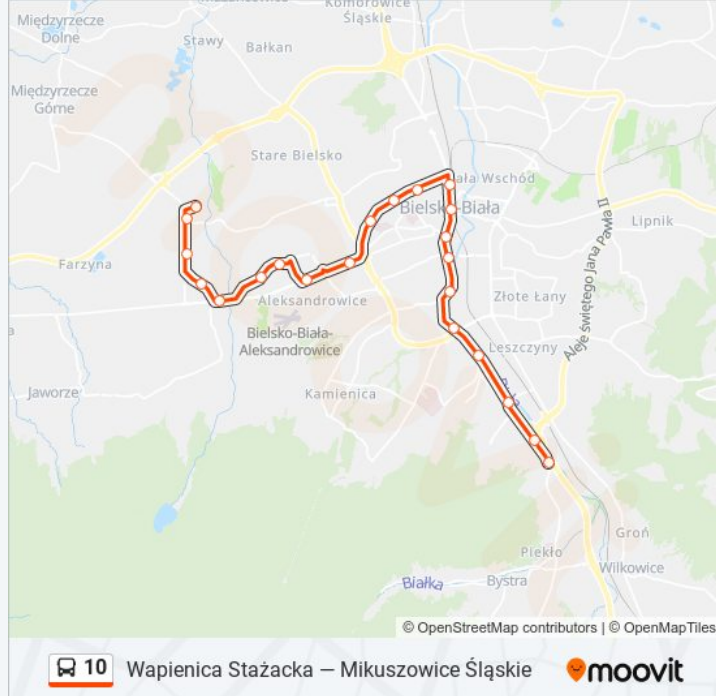 Międzyrzecze
Dolne
Komorowice
Śląskie
Stawy
Bałkan
Międzyrzecze
Górne
Stare Bielsko
Biała Wschód
Bielsko-Biała
Lipnik
Farzyna
Aleje świętego Jana Pawła II
Złote Łany
Aleksandrowice
Bielsko-Biała-
Aleksandrowice
Leszczyny
Jaworze
Kamienica
Groń
Piekło
Wilkowice
Bystra
Białka
© OpenStreetMap contributors | © OpenMapTiles
10 Wapienica Stażacka — Mikuszowice Śląskie
moovit